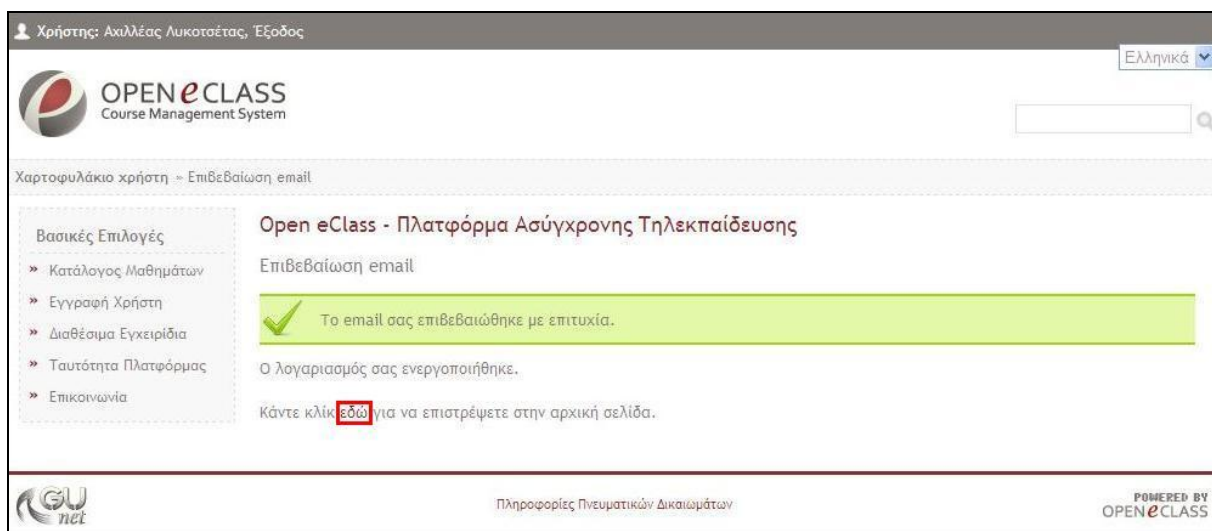 Χρήστης: Αχιλλέας Λυκοτσέτας, Έξοδος
Ελληνικά
OPEN eCLASS
Course Management System
Χαρτοφυλάκιο χρήστη » Επιβεβαίωση email
Βασικές Επιλογές
» Κατάλογος Μαθημάτων
» Εγγραφή Χρήστη
» Διαθέσιμα Εγχειρίδια
» Ταυτότητα Πλατφόρμας
» Επικοινωνία
Open eClass - Πλατφόρμα Ασύγχρονης Τηλεκπαίδευσης
Επιβεβαίωση email
Το email σας επιβεβαιώθηκε με επιτυχία.
Ο λογαριασμός σας ενεργοποιήθηκε.
Κάντε κλίκ εδώ για να επιστρέψετε στην αρχική σελίδα.
GU
net
Πληροφορίες Πνευματικών Δικαιωμάτων
POWERED BY
OPEN eCLASS